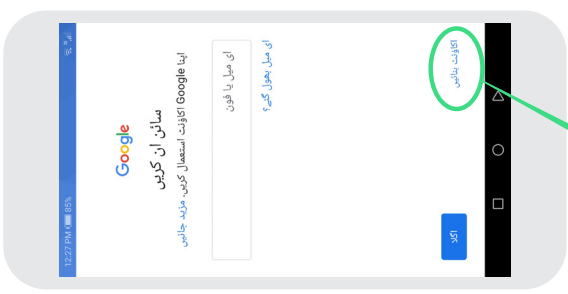 12:27 PM 85%
Google
سائن ان کریں
اپنا Google اکاؤنٹ استعمال کریں۔ مزید جانیں
ای میل یا فون
ای میل بھول گئے؟
اکاؤنٹ بنائیں
اگلا